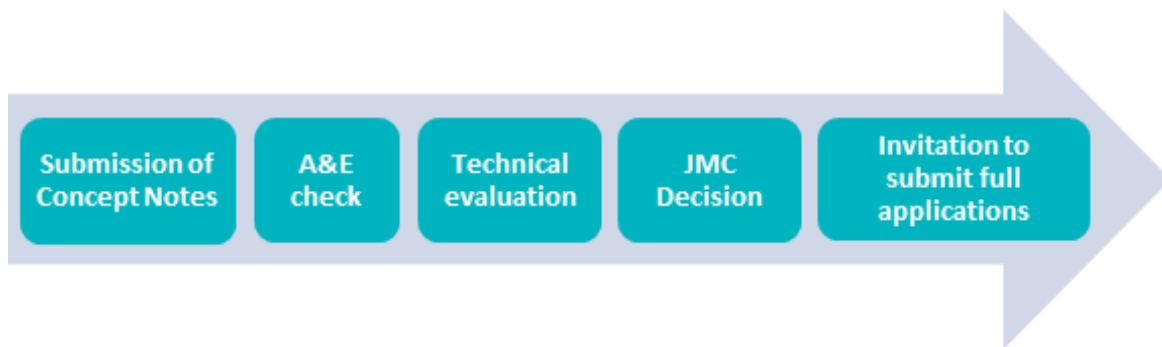 Submission of
Concept Notes
A&E
check
Technical
evaluation
JMC
Decision
Invitation to
submit full
applications